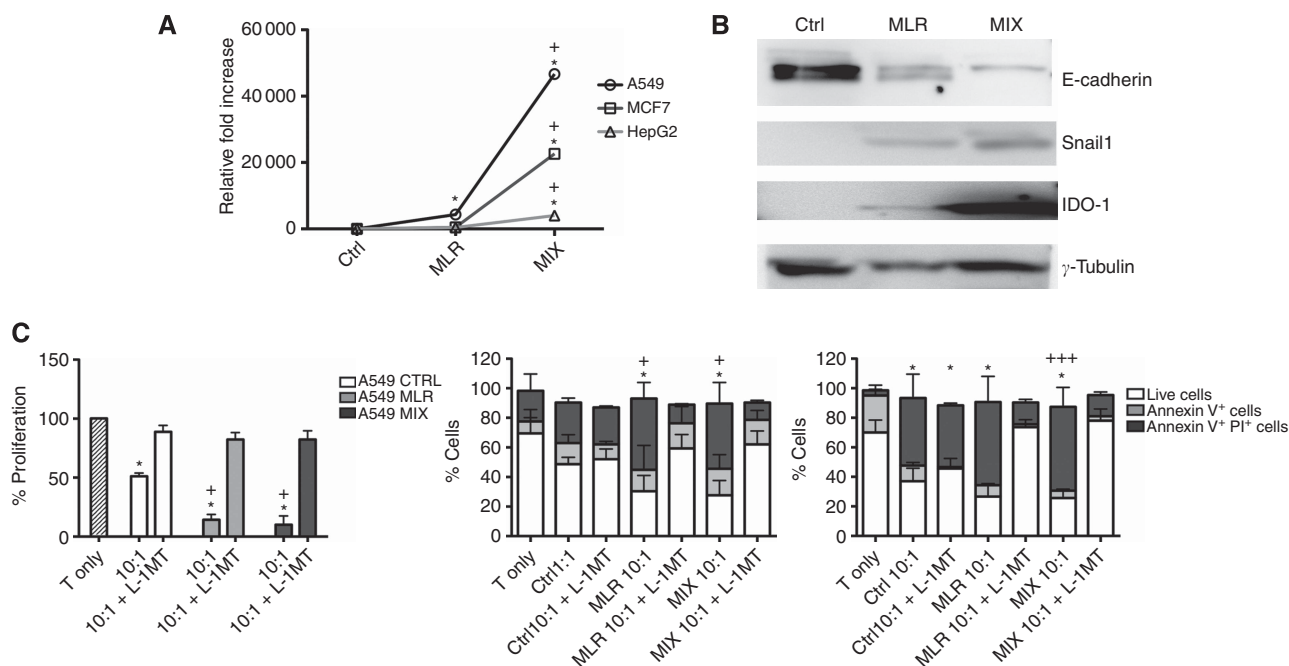 A
60 000
40 000
20 000
0
Relative fold increase
Ctrl
MLR
MIX
*
+
*
+
*
+
*
A549
MCF7
HepG2
B
Ctrl MLR MIX
E-cadherin
Snail1
IDO-1
γ-Tubulin
C
150
100
50
0
% Proliferation
*
+
*
+
*
T only
10:1
10:1 + L-1MT
10:1
10:1 + L-1MT
10:1
10:1 + L-1MT
A549 CTRL
A549 MLR
A549 MIX
120
100
80
60
40
20
0
% Cells
+
*
+
*
T only
Ctrl1:1
Ctrl10:1 + L-1MT
MLR 10:1
MLR 10:1 + L-1MT
MIX 10:1
MIX 10:1 + L-1MT
120
100
80
60
40
20
0
% Cells
*
*
*
+++
*
T only
Ctrl 10:1
Ctrl10:1 + L-1MT
MLR 10:1
MLR 10:1 + L-1MT
MIX 10:1
MIX 10:1 + L-1MT
Live cells
Annexin V⁺ cells
Annexin V⁺ PI⁺ cells